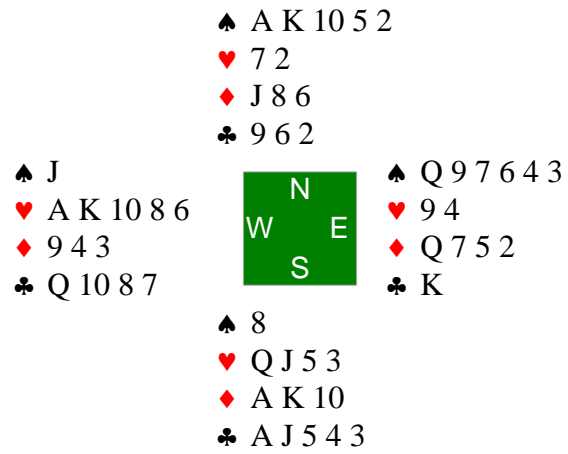 ♠ A K 10 5 2
♥ 7 2
♦ J 8 6
♣ 9 6 2
♠ J
♥ A K 10 8 6
♦ 9 4 3
♣ Q 10 8 7
N
W E
S
♠ Q 9 7 6 4 3
♥ 9 4
♦ Q 7 5 2
♣ K
♠ 8
♥ Q J 5 3
♦ A K 10
♣ A J 5 4 3